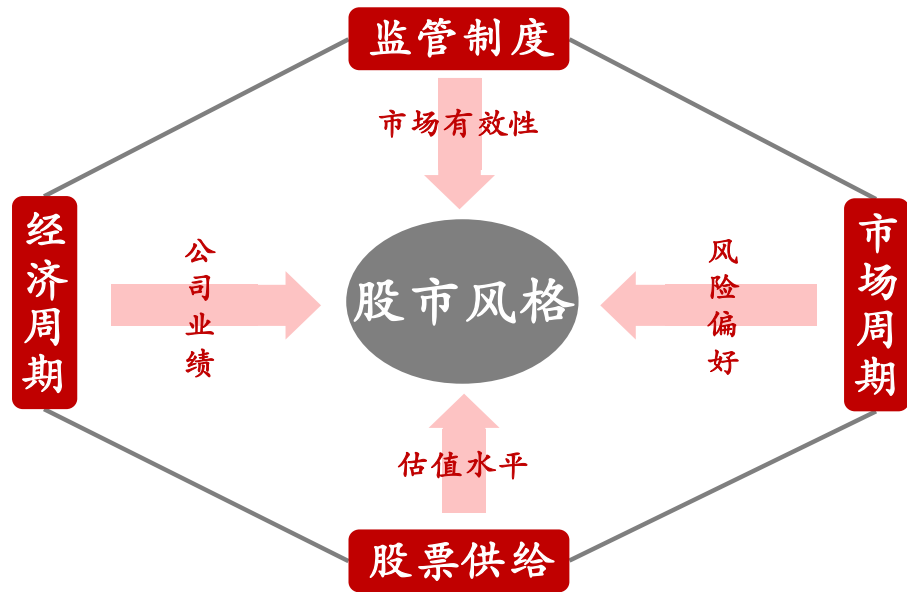 监管制度
市场有效性
经济周期
公司业绩
股市风格
风险偏好
市场周期
估值水平
股票供给